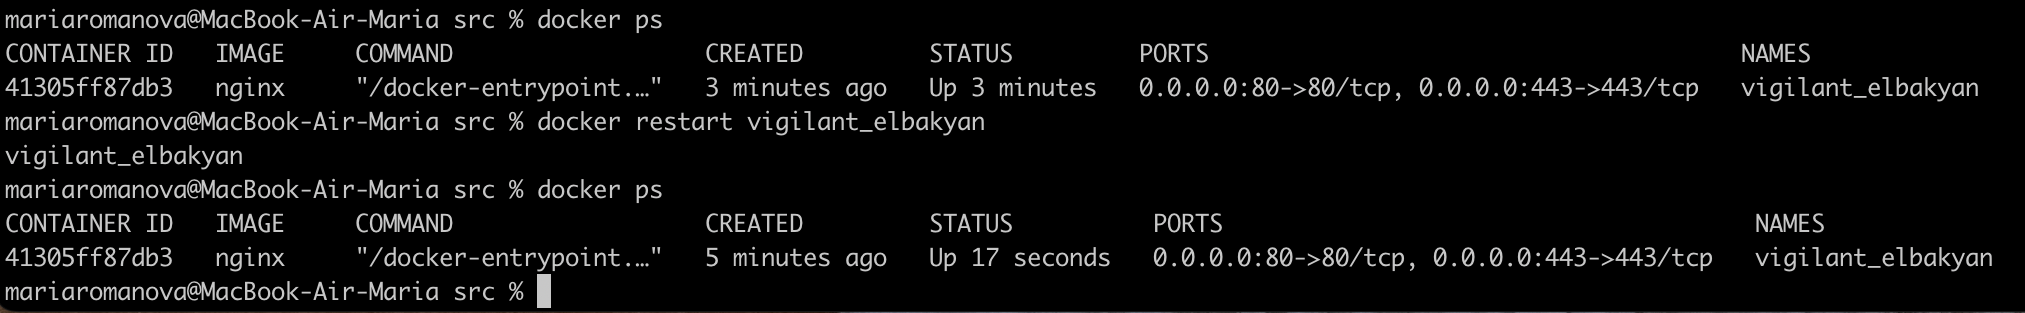 mariaromanova@MacBook-Air-Maria src % docker ps
CONTAINER ID   IMAGE     COMMAND                  CREATED         STATUS         PORTS                                      NAMES
41305ff87db3   nginx     "/docker-entrypoint.…"   3 minutes ago   Up 3 minutes   0.0.0.0:80->80/tcp, 0.0.0.0:443->443/tcp   vigilant_elbakyan
mariaromanova@MacBook-Air-Maria src % docker restart vigilant_elbakyan
vigilant_elbakyan
mariaromanova@MacBook-Air-Maria src % docker ps
CONTAINER ID   IMAGE     COMMAND                  CREATED         STATUS          PORTS                                      NAMES
41305ff87db3   nginx     "/docker-entrypoint.…"   5 minutes ago   Up 17 seconds   0.0.0.0:80->80/tcp, 0.0.0.0:443->443/tcp   vigilant_elbakyan
mariaromanova@MacBook-Air-Maria src %